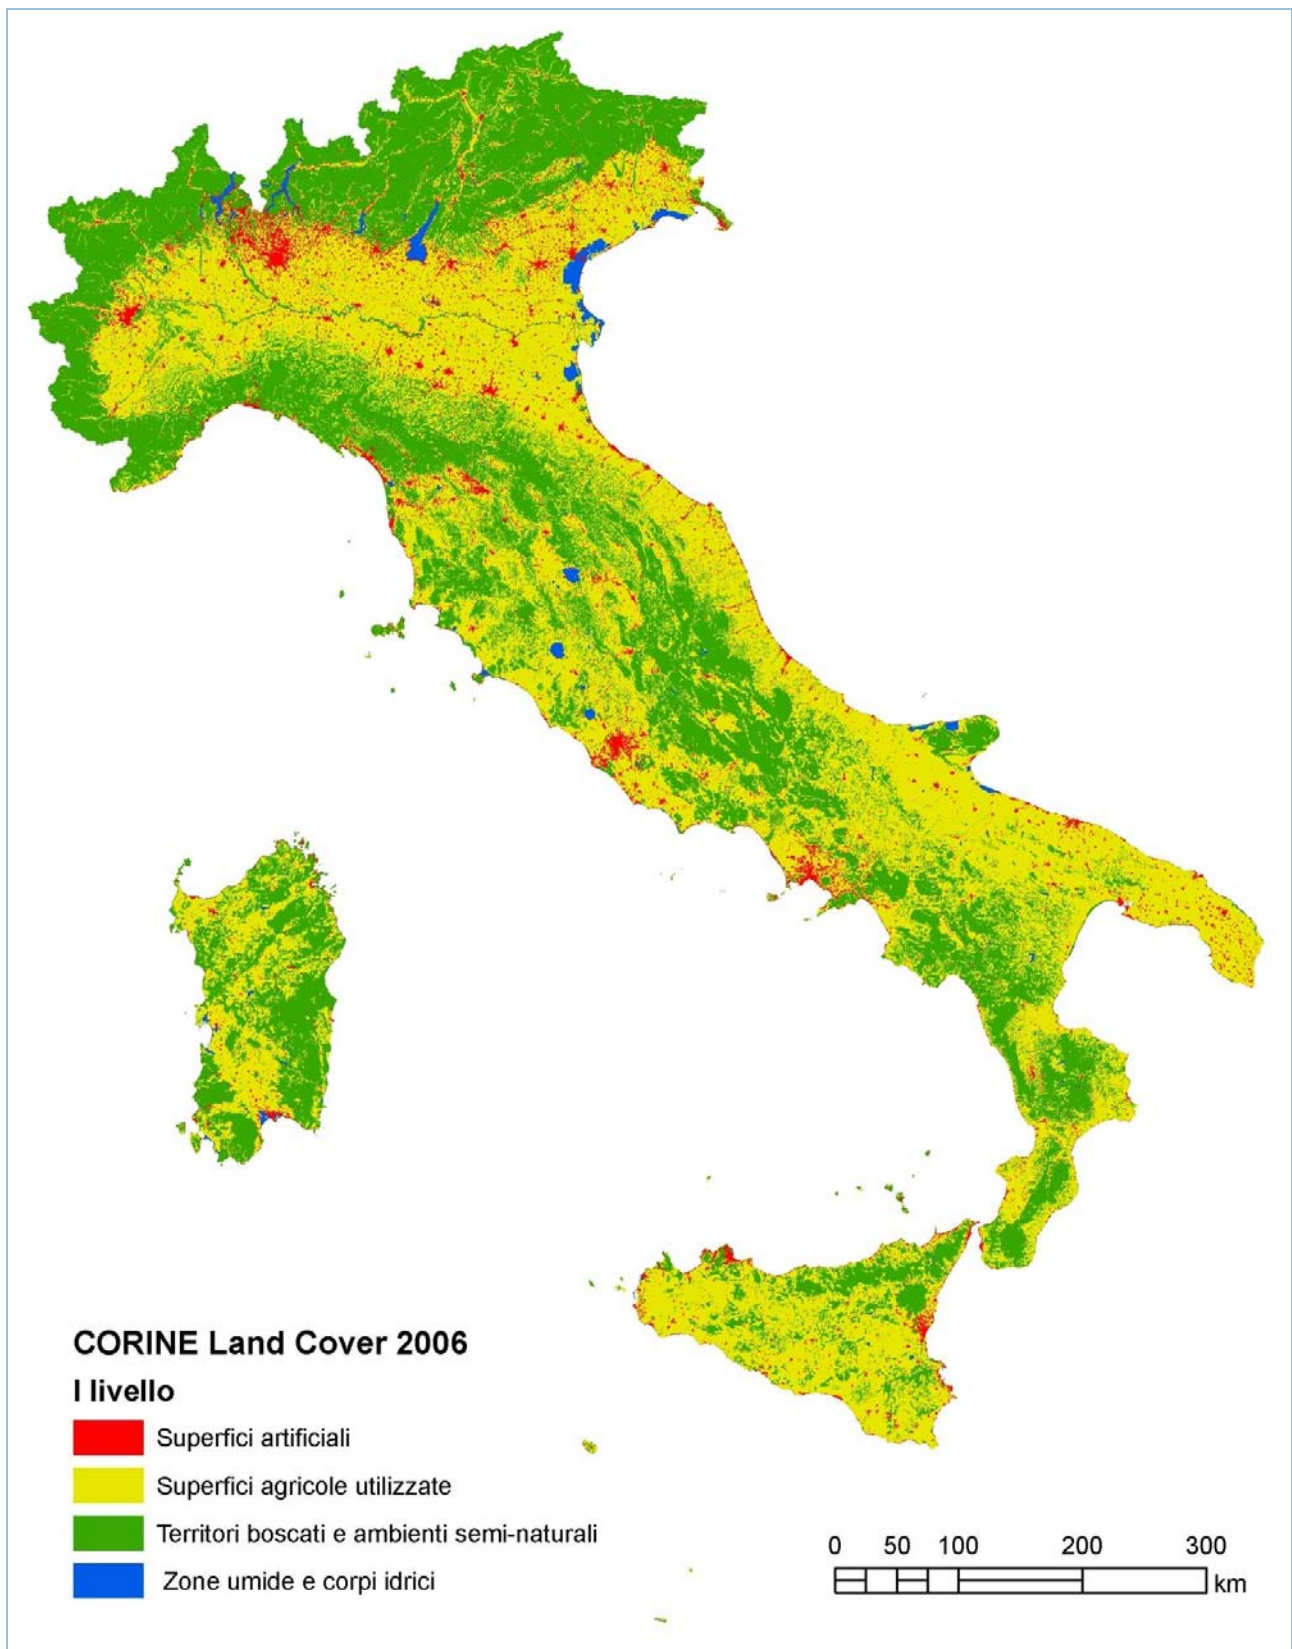 CORINE Land Cover 2006
I livello
Superfici artificiali
Superfici agricole utilizzate
Territori boscati e ambienti semi-naturali
Zone umide e corpi idrici
0 50 100 200 300
km